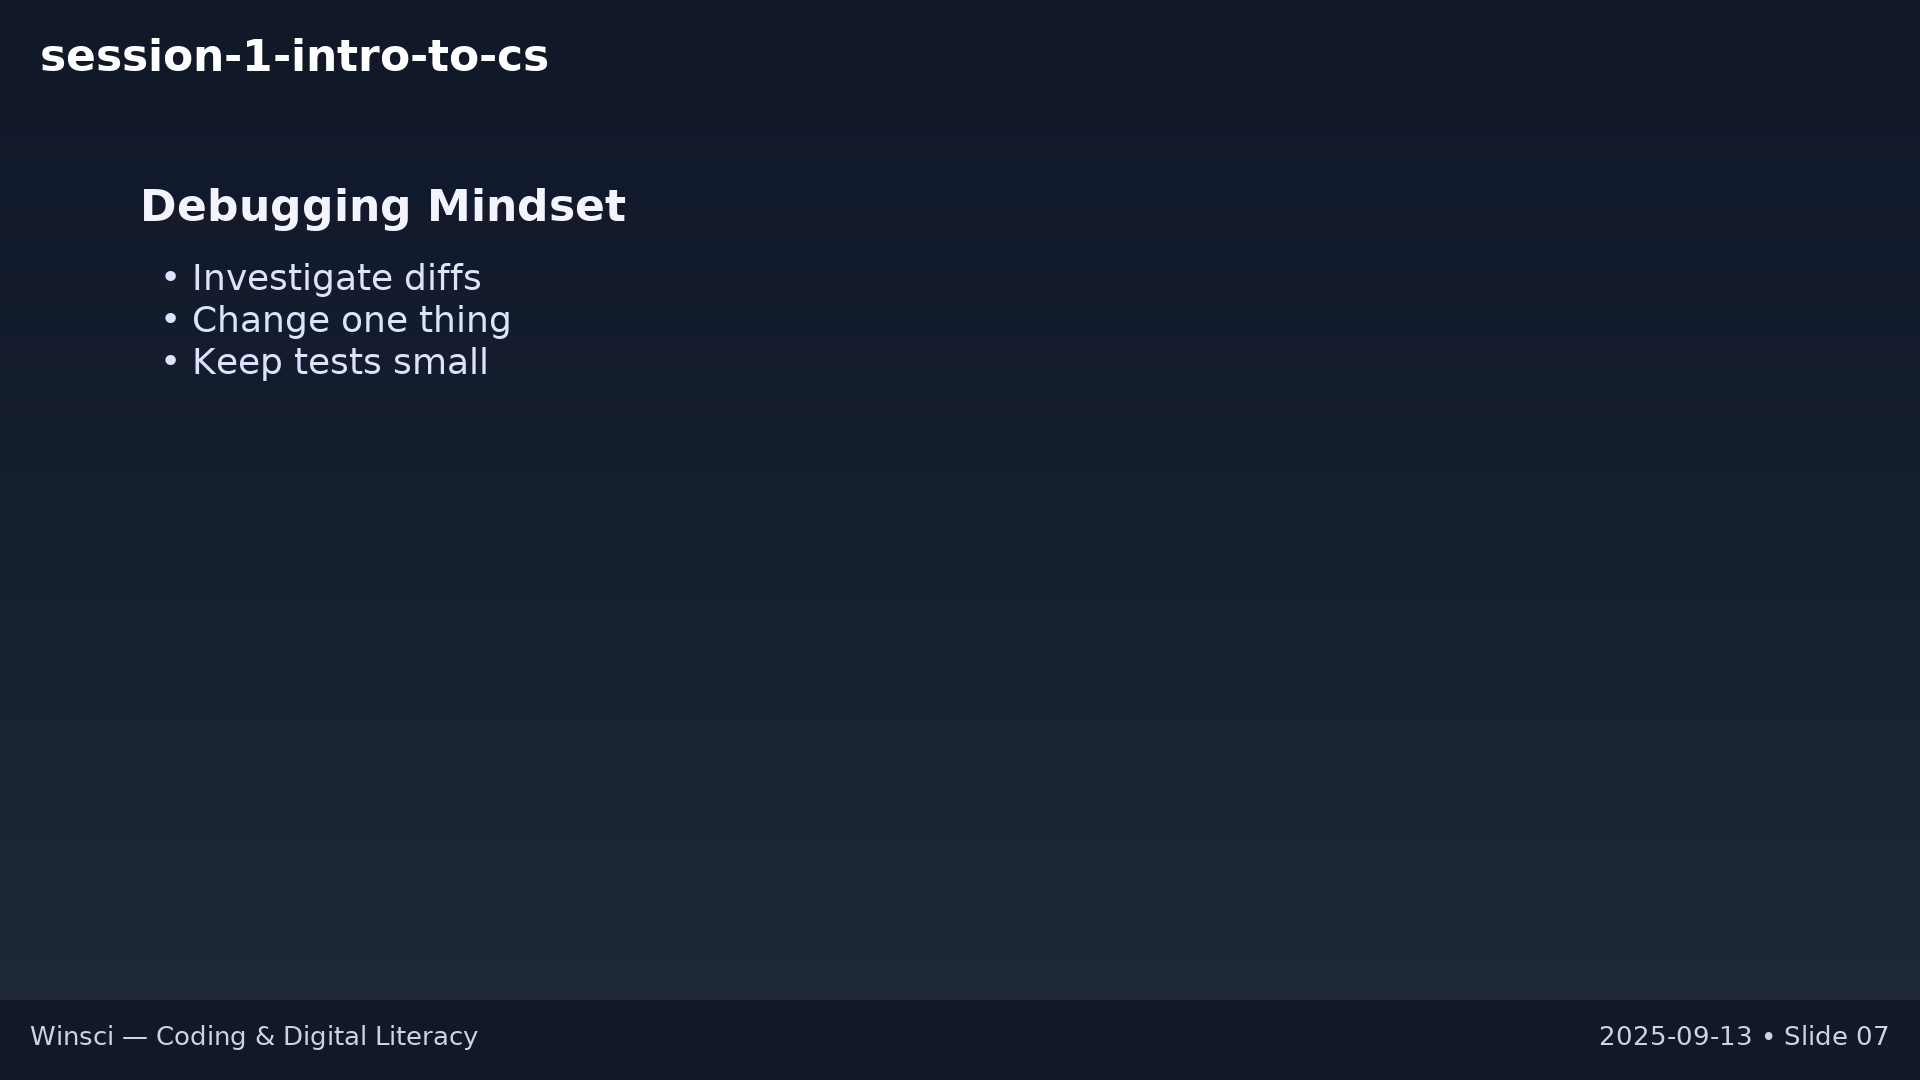 session-1-intro-to-cs
Debugging Mindset
• Investigate diffs
• Change one thing
• Keep tests small
Winsci — Coding & Digital Literacy
2025-09-13 • Slide 07